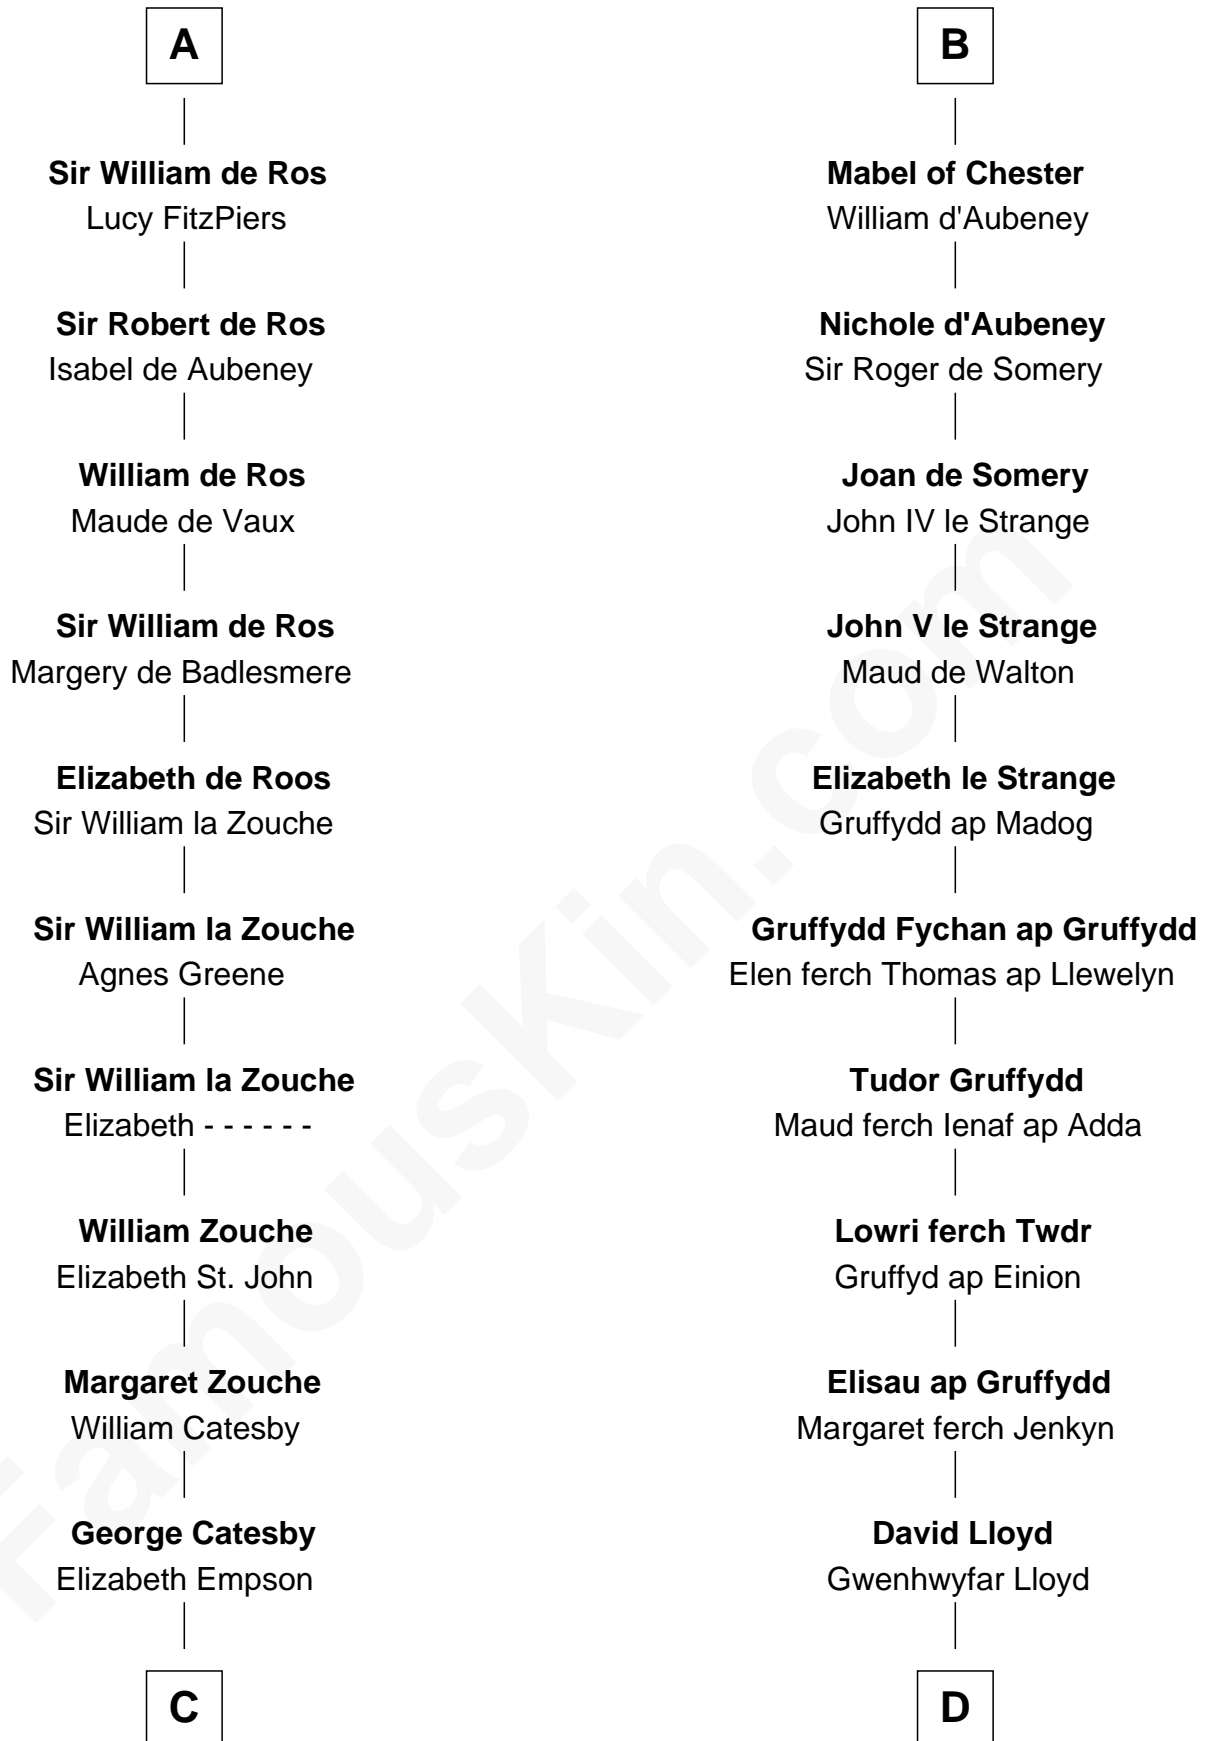 A
Sir William de Ros
Lucy FitzPiers
Sir Robert de Ros
Isabel de Aubeney
William de Ros
Maude de Vaux
Sir William de Ros
Margery de Badlesmere
Elizabeth de Roos
Sir William la Zouche
Sir William la Zouche
Agnes Greene
Sir William la Zouche
Elizabeth - - - - - -
William Zouche
Elizabeth St. John
Margaret Zouche
William Catesby
George Catesby
Elizabeth Empson
C
B
Mabel of Chester
William d'Aubeney
Nichole d'Aubeney
Sir Roger de Somery
Joan de Somery
John IV le Strange
John V le Strange
Maud de Walton
Elizabeth le Strange
Gruffydd ap Madog
Gruffydd Fychan ap Gruffydd
Elen ferch Thomas ap Llewelyn
Tudor Gruffydd
Maud ferch Ienaf ap Adda
Lowri ferch Twdr
Gruffyd ap Einion
Elisau ap Gruffydd
Margaret ferch Jenkyn
David Lloyd
Gwenhwyfar Lloyd
D
FamousKin.com